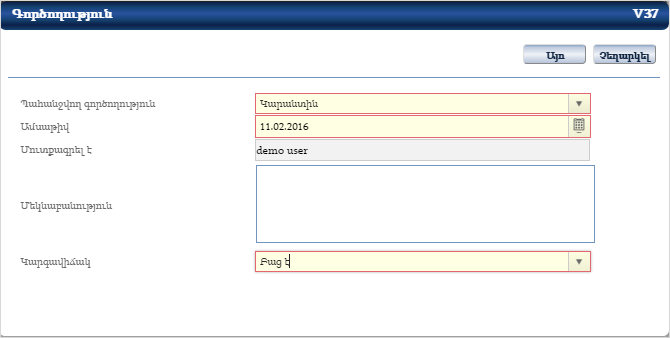 Գործողություն V37
Այո Չեղարկել
Պահանջվող գործողություն Կարանտին
Ամսաթիվ 11.02.2016
Մուտքագրել է demo user
Մեկնաբանություն
Կարգավիճակ Բաց է